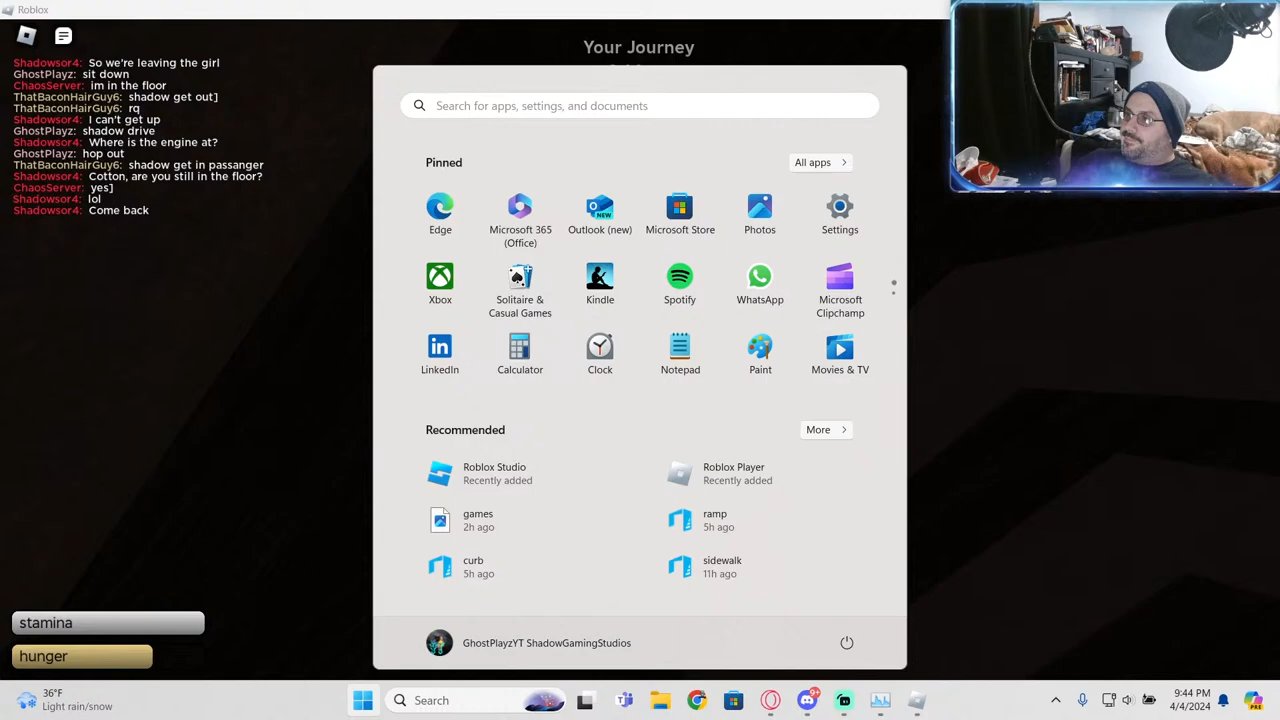 Roblox
Your Journey
Shadowsor4: So we're leaving the girl
GhostPlayz: sit down
ChaosServer: im in the floor
ThatBaconHairGuy6: shadow get out]
ThatBaconHairGuy6: rq
Shadowsor4: I can't get up
GhostPlayz: shadow drive
Shadowsor4: Where is the engine at?
GhostPlayz: hop out
ThatBaconHairGuy6: shadow get in passanger
Shadowsor4: Cotton, are you still in the floor?
ChaosServer: yes]
Shadowsor4: lol
Shadowsor4: Come back
Search for apps, settings, and documents
Pinned
All apps
Edge
Microsoft 365
(Office)
Outlook (new)
Microsoft Store
Photos
Settings
Xbox
Solitaire &
Casual Games
Kindle
Spotify
WhatsApp
Microsoft
Clipchamp
LinkedIn
Calculator
Clock
Notepad
Paint
Movies & TV
Recommended
More
Roblox Studio
Recently added
Roblox Player
Recently added
games
2h ago
ramp
5h ago
curb
5h ago
sidewalk
11h ago
GhostPlayzYT ShadowGamingStudios
stamina
hunger
36°F
Light rain/snow
Search
9+
9:44 PM
4/4/2024
PRE